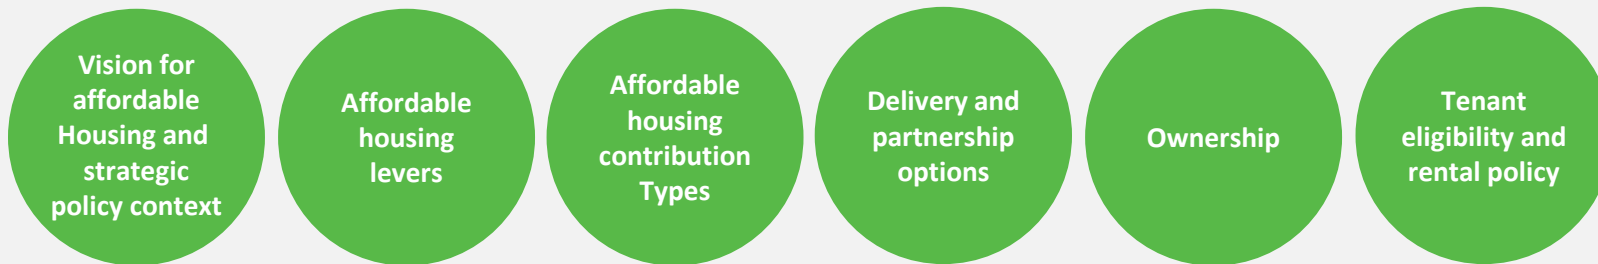 Vision for
affordable
Housing and
strategic
policy context
Affordable
housing
levers
Affordable
housing
contribution
Types
Delivery and
partnership
options
Ownership
Tenant
eligibility and
rental policy